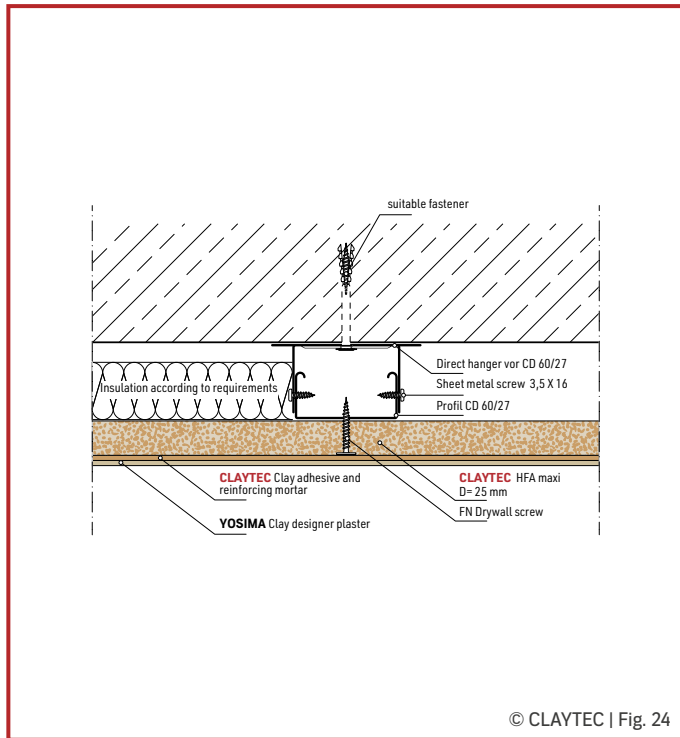 suitable fastener
Direct hanger vor CD 60/27
Insulation according to requirements
Sheet metal screw 3,5 X 16
Profil CD 60/27
CLAYTEC Clay adhesive and
reinforcing mortar
CLAYTEC HFA maxi
D= 25 mm
FN Drywall screw
YOSIMA Clay designer plaster
© CLAYTEC | Fig. 24